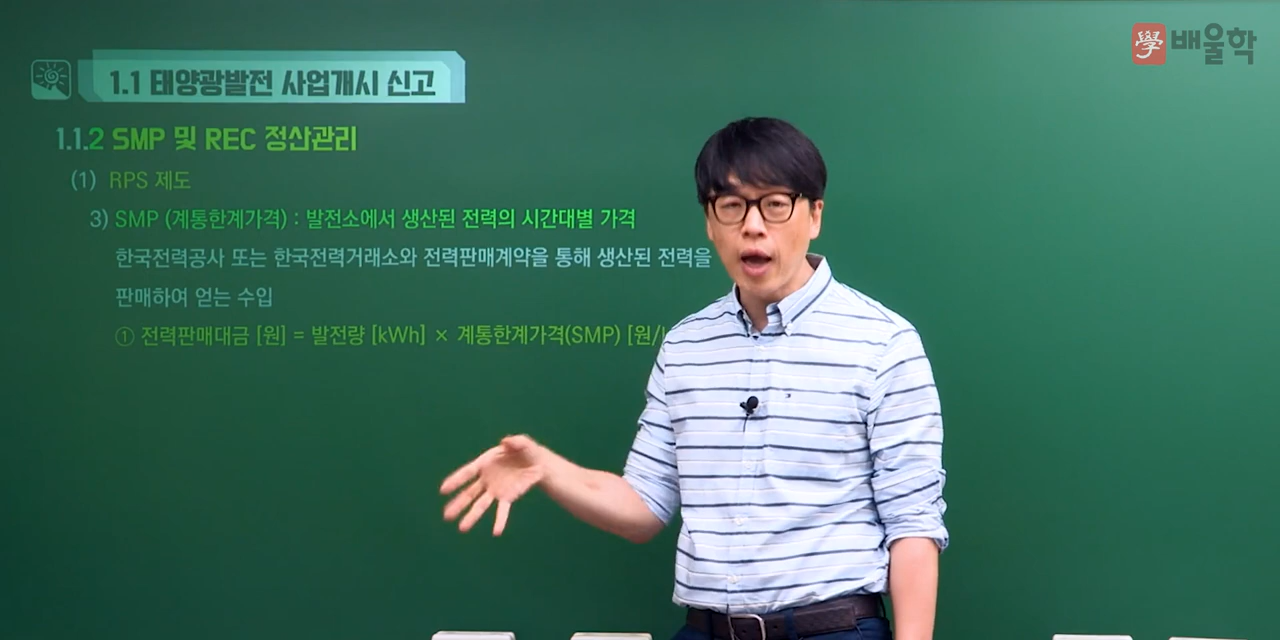 學 배울학
1.1 태양광발전 사업개시 신고
1.1.2 SMP 및 REC 정산관리
(1) RPS 제도
3) SMP (계통한계가격) : 발전소에서 생산된 전력의 시간대별 가격
한국전력공사 또는 한국전력거래소와 전력판매계약을 통해 생산된 전력을
판매하여 얻는 수입
① 전력판매대금 [원] = 발전량 [kWh] × 계통한계가격(SMP) [원/